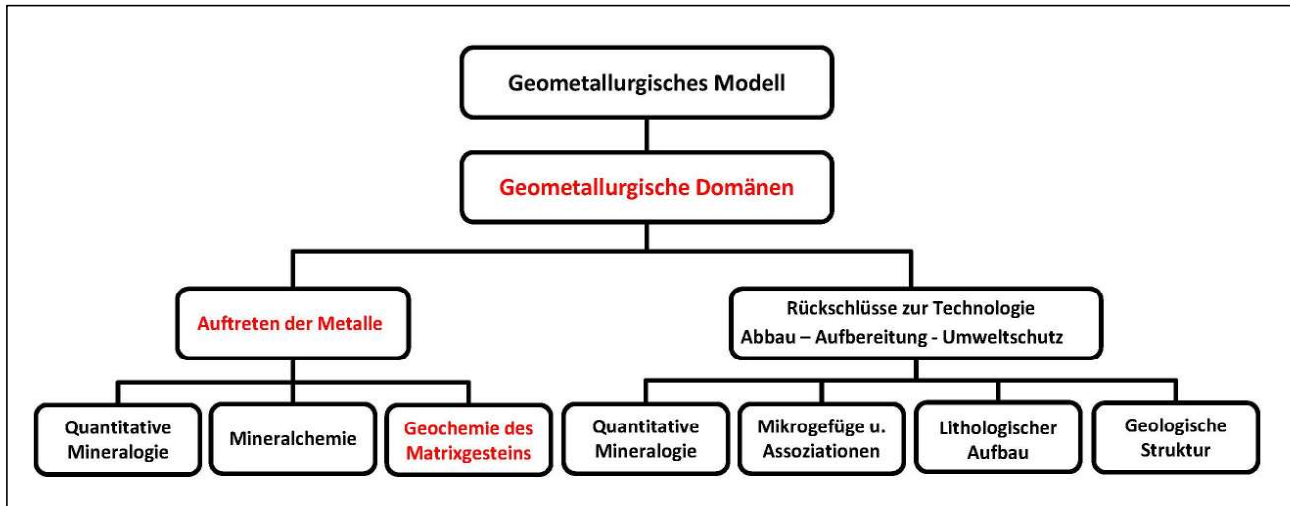 Geometallurgisches Modell
Geometallurgische Domänen
Auftreten der Metalle
Rückschlüsse zur Technologie
Abbau – Aufbereitung - Umweltschutz
Quantitative
Mineralogie
Mineralchemie
Geochemie des
Matrixgesteins
Quantitative
Mineralogie
Mikrogefüge u.
Assoziationen
Lithologischer
Aufbau
Geologische
Struktur